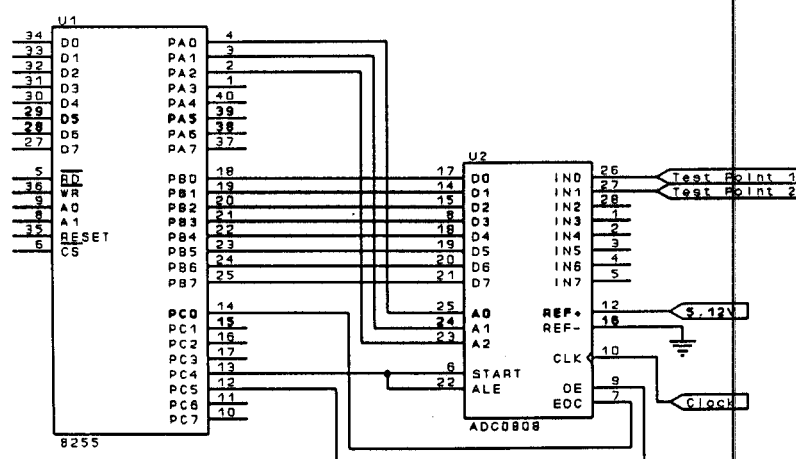 U1
34 D0 PA0 4
33 D1 PA1 3
32 D2 PA2 2
31 D3 PA3 1
30 D4 PA4 40
29 D5 PA5 39
28 D6 PA6 38
27 D7 PA7 37
5 RD PB0 18
36 WR PB1 19
9 A0 PB2 20
8 A1 PB3 21
35 RESET PB4 22
6 CS PB5 23
PB6 24
PB7 25
PC0 14
PC1 15
PC2 16
PC3 17
PC4 13
PC5 12
PC6 11
PC7 10
8255
U2
17 D0 IN0 26 Test Point 1
14 D1 IN1 27 Test Point 2
15 D2 IN2 28
8 D3 IN3 1
18 D4 IN4 2
19 D5 IN5 3
20 D6 IN6 4
21 D7 IN7 5
25 A0 REF+ 12 5.12V
24 A1 REF- 16
23 A2
CLK 10
6 START
22 ALE OE 9
EOC 7 Clock
ADC0808